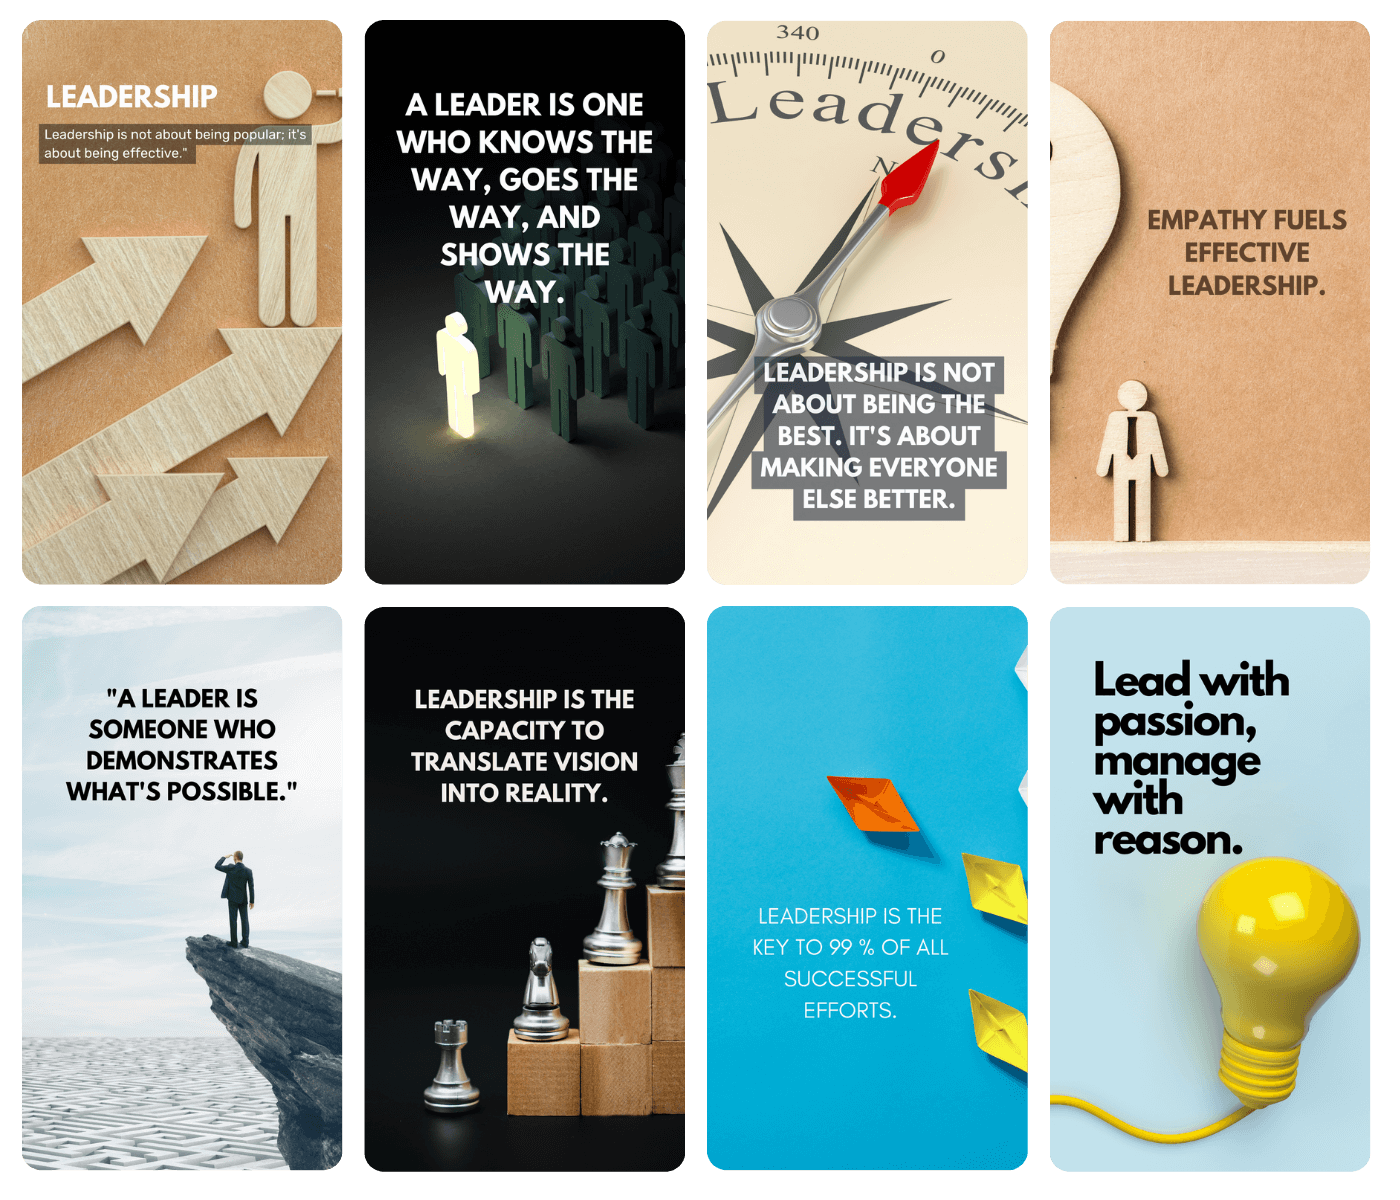 LEADERSHIP
Leadership is not about being popular; it's
about being effective."
A LEADER IS ONE
WHO KNOWS THE
WAY, GOES THE
WAY, AND
SHOWS THE
WAY.
340
0
Leadersh
N
LEADERSHIP IS NOT
ABOUT BEING THE
BEST. IT'S ABOUT
MAKING EVERYONE
ELSE BETTER.
EMPATHY FUELS
EFFECTIVE
LEADERSHIP.
"A LEADER IS
SOMEONE WHO
DEMONSTRATES
WHAT'S POSSIBLE."
LEADERSHIP IS THE
CAPACITY TO
TRANSLATE VISION
INTO REALITY.
LEADERSHIP IS THE
KEY TO 99 % OF ALL
SUCCESSFUL
EFFORTS.
Lead with
passion,
manage
with
reason.